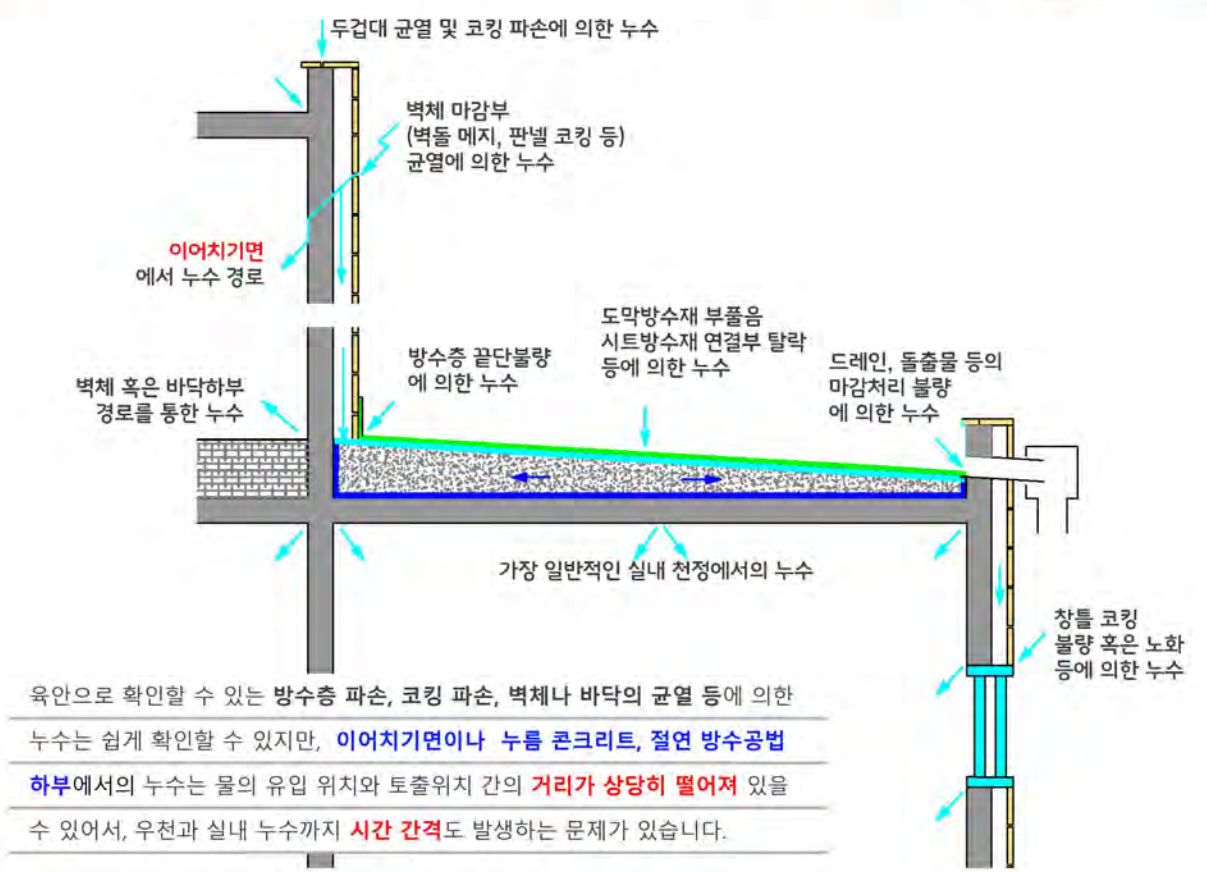 두겁대 균열 및 코킹 파손에 의한 누수
벽체 마감부
(벽돌 메지, 판넬 코킹 등)
균열에 의한 누수
이어치기면
에서 누수 경로
도막방수재 부풀음
시트방수재 연결부 탈락
등에 의한 누수
방수층 끝단불량
에 의한 누수
드레인, 돌출물 등의
마감처리 불량
에 의한 누수
벽체 혹은 바닥하부
경로를 통한 누수
가장 일반적인 실내 천정에서의 누수
창틀 코킹
불량 혹은 노화
등에 의한 누수
육안으로 확인할 수 있는 방수층 파손, 코킹 파손, 벽체나 바닥의 균열 등에 의한
누수는 쉽게 확인할 수 있지만, 이어치기면이나 누름 콘크리트, 절연 방수공법
하부에서의 누수는 물의 유입 위치와 토출위치 간의 거리가 상당히 떨어져 있을
수 있어서, 우천과 실내 누수까지 시간 간격도 발생하는 문제가 있습니다.